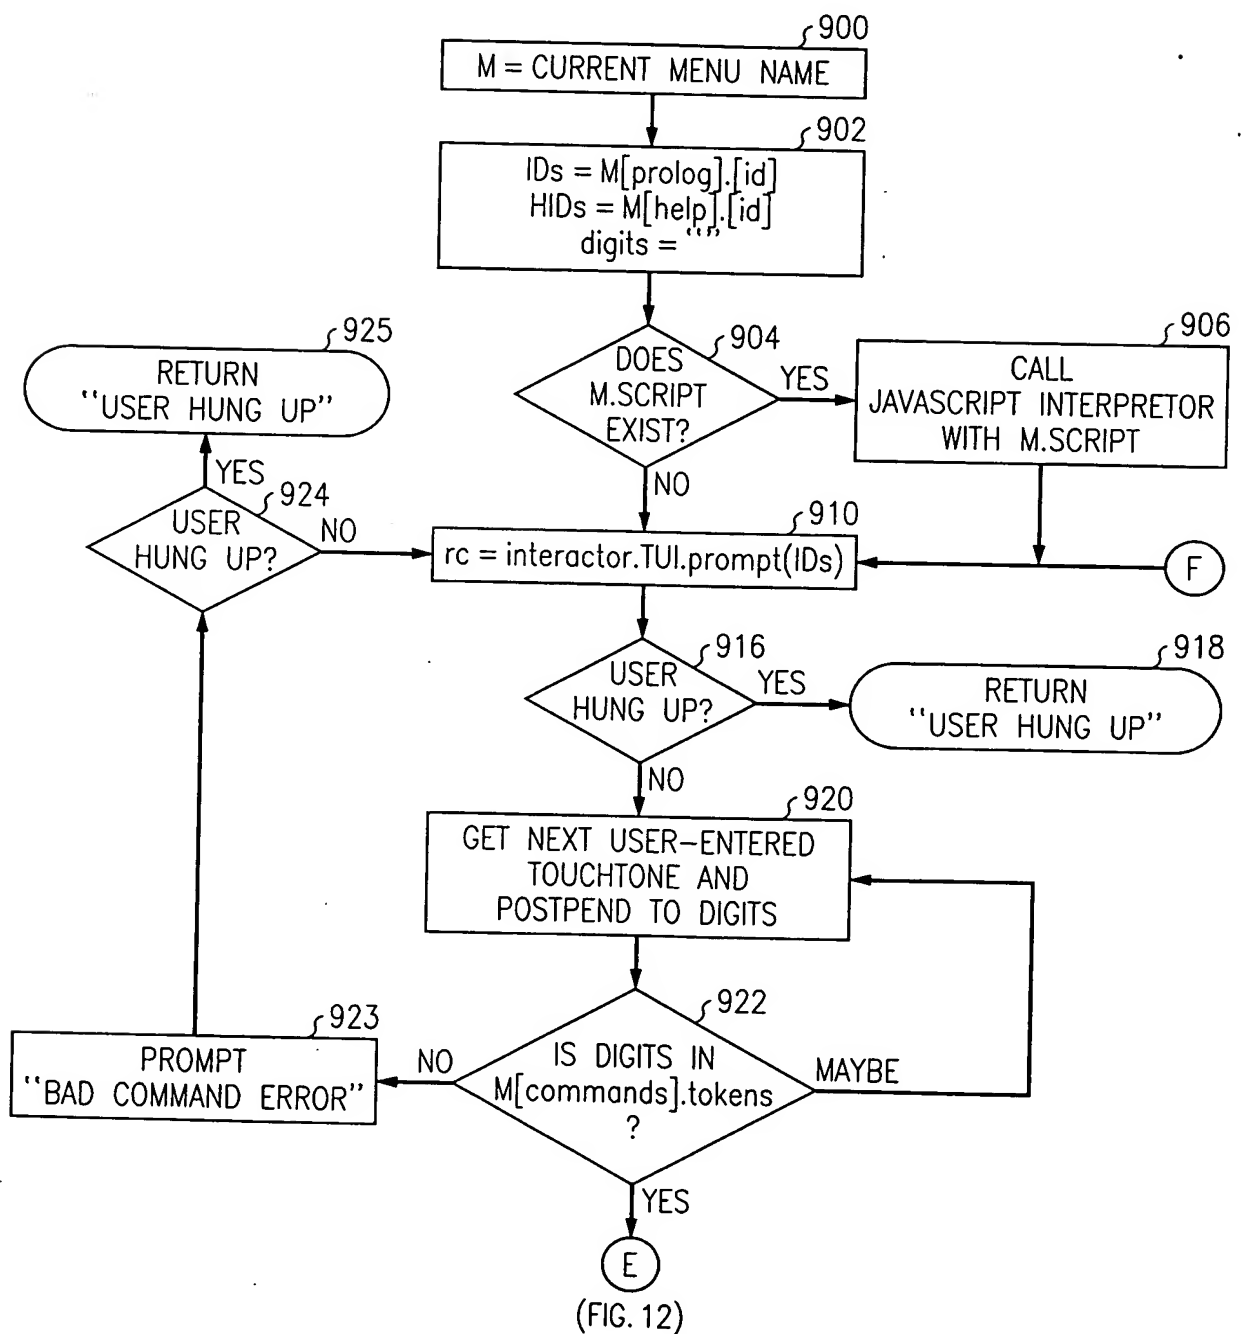 900
M = CURRENT MENU NAME
902
IDs = M[prolog].[id]
HIDs = M[help].[id]
digits = “”
925
RETURN
“USER HUNG UP”
904
DOES
M.SCRIPT
EXIST?
YES
906
CALL
JAVASCRIPT INTERPRETOR
WITH M.SCRIPT
YES
924
USER
HUNG UP?
NO
NO
910
rc = interactor.TUI.prompt(IDs)
F
916
USER
HUNG UP?
YES
918
RETURN
“USER HUNG UP”
NO
920
GET NEXT USER-ENTERED
TOUCHTONE AND
POSTPEND TO DIGITS
922
IS DIGITS IN
M[commands].tokens
?
MAYBE
NO
923
PROMPT
“BAD COMMAND ERROR”
YES
E
(FIG. 12)